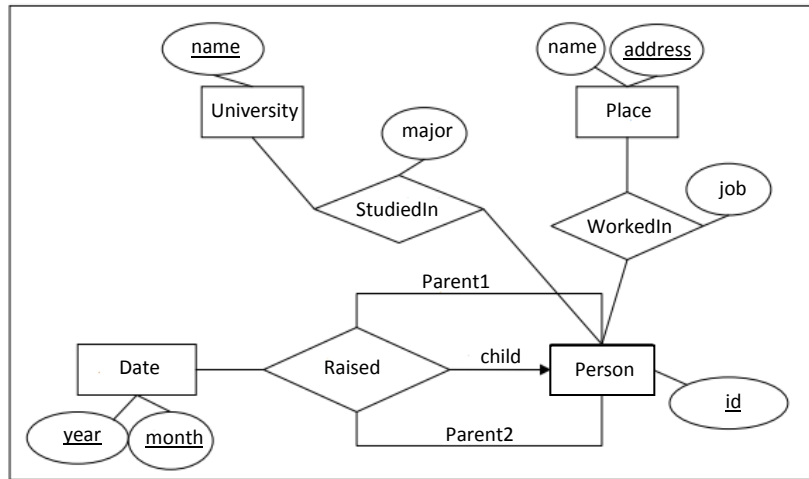 name
name
address
University
Place
major
StudiedIn
job
WorkedIn
Parent1
Date
Raised
child
Person
year
month
Parent2
id